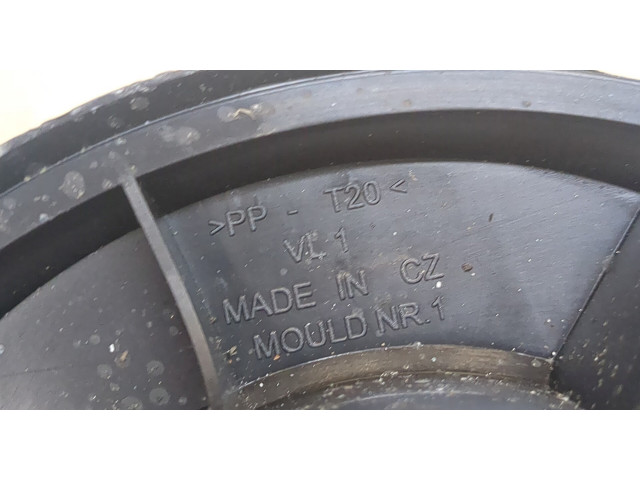 >PP - T20<
VL 1
MADE IN CZ
MOULD NR.1